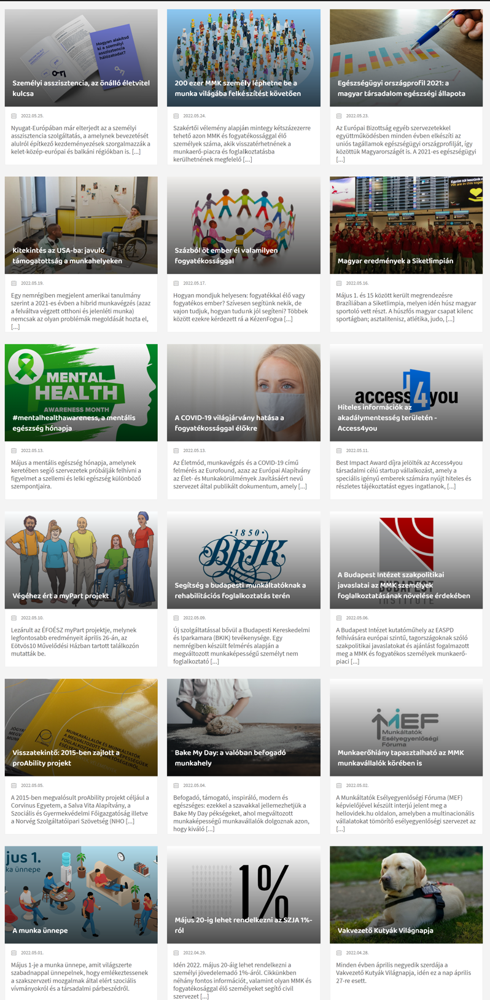 Hogyan alakítsd
ki a személyi
asszisztencia
hálózatodat?
Személyi asszisztencia, az önálló életvitel
kulcsa
2022.05.25.
Nyugat-Európában már elterjedt az a személyi
asszisztencia szolgáltatás, a amelynek bevezetését
alulról építkező kezdeményezések szorgalmazzák a
kelet-közép-európai és balkáni régiókban is. [...]
200 ezer MMK személy léphetne be a
munka világába felkészítést követően
2022.05.24.
Szakértői vélemény alapján mintegy kétszázezerre
tehető azon MMK és fogyatékossággal élő
személyek száma, akik visszatérhetnének a
munkaerő-piacra és foglalkoztatásba
kerülhetnének megfelelő [...]
Egészségügyi országprofil 2021: a
magyar társadalom egészségi állapota
2022.05.23.
Az Európai Bizottság egyéb szervezetekkel
együttműködésben minden évben elkészíti az
uniós tagállamok egészségügyi országprofilját, így
közöttük Magyarországét is. A 2021-es egészségügyi
[...]
Kitekintés az USA-ba: javuló
támogatottság a munkahelyeken
2022.05.19.
Egy nemrégiben megjelent amerikai tanulmány
szerint a 2021-es évben a hibrid munkavégzés (azaz
a felváltva végzett otthoni és jelenléti munka)
nemcsak az olyan problémák megoldását hozta el,
[...]
Százból öt ember él valamilyen
fogyatékossággal
2022.05.17.
Hogyan mondjuk helyesen: fogyatékkal élő vagy
fogyatékos ember? Szívesen segítünk nekik, de
vajon tudjuk, hogyan tudunk jól segíteni? Többek
között ezekre kérdezett rá a KézenFogva [...]
Együtt túl leszünk
We are in this toge
Magyar eredmények a Siketlimpián
2022.05.16.
Május 1. és 15 között került megrendezésre
Brazíliában a Siketlimpia, melyen idén húsz magyar
sportoló vett részt. A húszfős magyar csapat kilenc
sportágban; asztalitenisz, atlétika, judo, [...]
MENTAL
HEALTH
AWARENESS MONTH
#mentalhealthawareness, a mentális
egészség hónapja
2022.05.13.
Május a mentális egészség hónapja, amelynek
keretében segíő szervezetek próbálják felhívni a
figyelmet a szellemi és lelki egészség különböző
szempontjaira.
A COVID-19 világjárvány hatása a
fogyatékossággal élőkre
2022.05.13.
Az Életmód, munkavégzés és a COVID-19 című
felmérés az Eurofound, azaz az Európai Alapítvány
az Élet- és Munkakörülmények Javításáért nevű
szervezet által publikált dokumentum, amely [...]
access4you
Hiteles információk az
akadálymentesség területén -
Access4you
2022.05.11.
Best Impact Award díjra jelölték az Access4you
társadalmi célú startup vállalkozást, amely a
speciális igényű emberek számára nyújt hiteles és
részletes tájékoztatást egyes ingatlanok, [...]
Végéhez ért a myPart projekt
2022.05.10.
Lezárult az ÉFOÉSZ myPart projektje, melynek
legfontosabb eredményeit április 26-án, az
Eötvös10 Művelődési Házban tartott találkozón
mutatták be.
·1850·
BKIK
Segítség a budapesti munkáltatóknak a
rehabilitációs foglalkoztatás terén
2022.05.09.
Új szolgáltatással bővül a Budapesti Kereskedelmi
és Iparkamara (BKIK) tevékenysége. Egy
nemrégiben készült felmérés alapján a
megváltozott munkaképességű személyt nem
foglalkoztató [...]
BUDAPEST
INSTITUTE
A Budapest Intézet szakpolitikai
javaslatai az MMK személyek
foglalkoztatásának növelése érdekében
2022.05.06.
A Budapest Intézet kutatóműhely az EASPD
felhívására európai szintű, tagországoknak szóló
szakpolitikai javaslatokat és ajánlást fogalmazott
meg a MMK és fogyatékos személyek munkaerő-
piaci [...]
MUNKAVÁLLALÓK ÉS MUNKÁLTATÓK
Visszatekintő: 2015-ben zajlott a
proAbility projekt
2022.05.05.
A 2015-ben megvalósult proAbility projekt céljául a
Corvinus Egyetem, a Salva Vita Alapítvány, a
Szociális és Gyermekvédelmi Főigazgatóság illetve
a Norvég Szolgáltatóipari Szövetség (NHO [...]
Bake My Day: a valóban befogadó
munkahely
2022.05.04.
Befogadó, támogató, inspiráló, modern és
egészséges: ezekkel a szavakkal jellemezhetjük a
Bake My Day pékségeket, ahol megváltozott
munkaképességű munkavállalók dolgoznak azon,
hogy kiváló [...]
MEF
Munkáltatók
Esélyegyenlőségi
Fóruma
Munkaerőhiány tapasztalható az MMK
munkavállalók körében is
2022.05.02.
A Munkáltatók Esélyegyenlőségi Fóruma (MEF)
képviselőjével készült interjú jelent meg a
hellovidek.hu oldalon, amelyben a multinacionális
vállalatokat tömörítő esélyegyenlőségi szervezet az
[...]
jus 1.
ka ünnepe
A munka ünnepe
2022.05.01.
Május 1-je a munka ünnepe, amit világszerte
szabadnappal ünnepelnek, hogy emlékeztessenek
a szakszervezeti mozgalmak által elért szociális
vívmányokról és a társadalmi párbeszédről.
1%
Május 20-ig lehet rendelkezni az SZJA 1%-
ról
2022.04.29.
Idén 2022. május 20-áig lehet rendelkezni a
személyi jövedelemadó 1%-áról. Cikkünkben
néhány fontos információt, valamint olyan MMK és
fogyatékossággal élő személyeket segítő civil
szervezet [...]
Vakvezető Kutyák Világnapja
2022.04.28.
Minden évben április negyedik szerdája a
Vakvezető Kutyák Világnapja, idén ez a nap április
27-re esett.